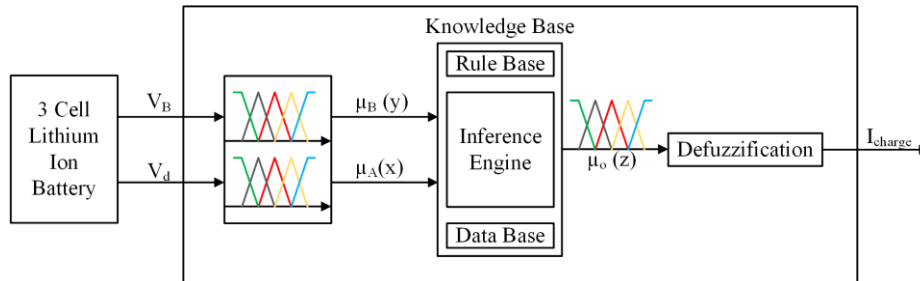 Knowledge Base
Rule Base
3 Cell
Lithium
Ion
Battery
V_B
V_d
μ_B (y)
μ_A(x)
Inference
Engine
Data Base
μ_o (z)
Defuzzification
I_charge